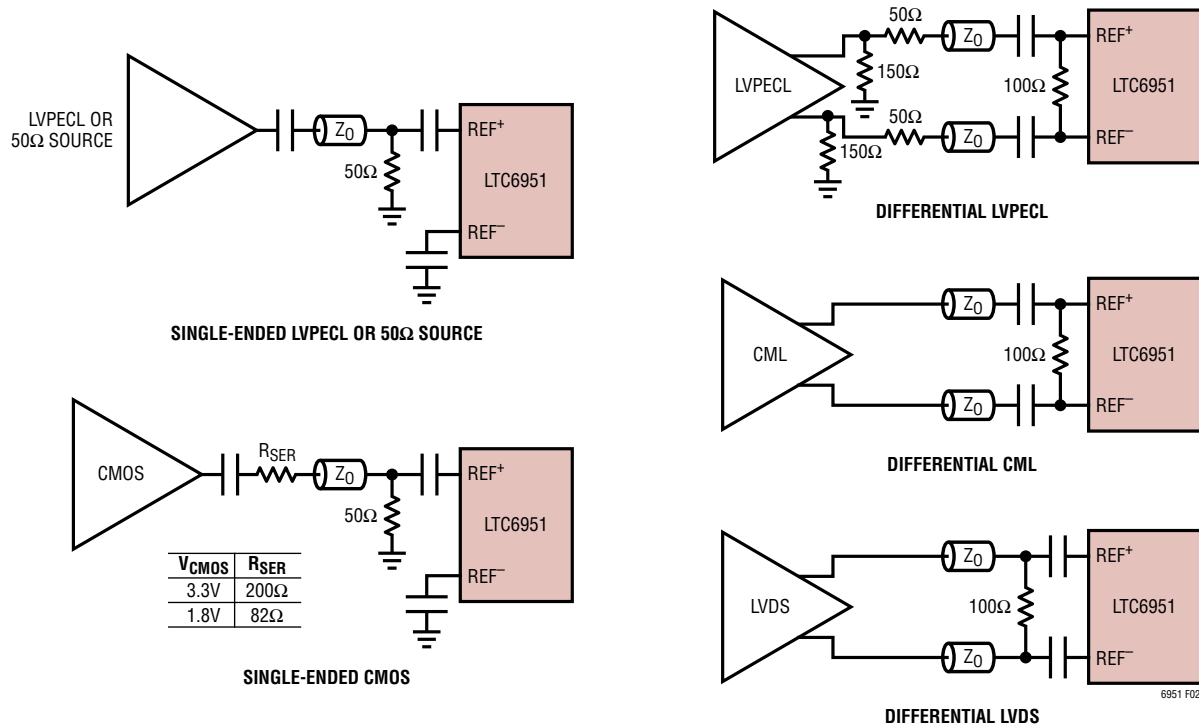 LVPECL OR
50Ω SOURCE
Z0
50Ω
REF+
LTC6951
REF–
SINGLE-ENDED LVPECL OR 50Ω SOURCE
CMOS
RSER
Z0
50Ω
REF+
LTC6951
REF–
VCMOS RSER
3.3V 200Ω
1.8V 82Ω
SINGLE-ENDED CMOS
LVPECL
50Ω
Z0
150Ω
50Ω
Z0
150Ω
100Ω
REF+
LTC6951
REF–
DIFFERENTIAL LVPECL
CML
Z0
Z0
100Ω
REF+
LTC6951
REF–
DIFFERENTIAL CML
LVDS
Z0
Z0
100Ω
REF+
LTC6951
REF–
6951 F02
DIFFERENTIAL LVDS